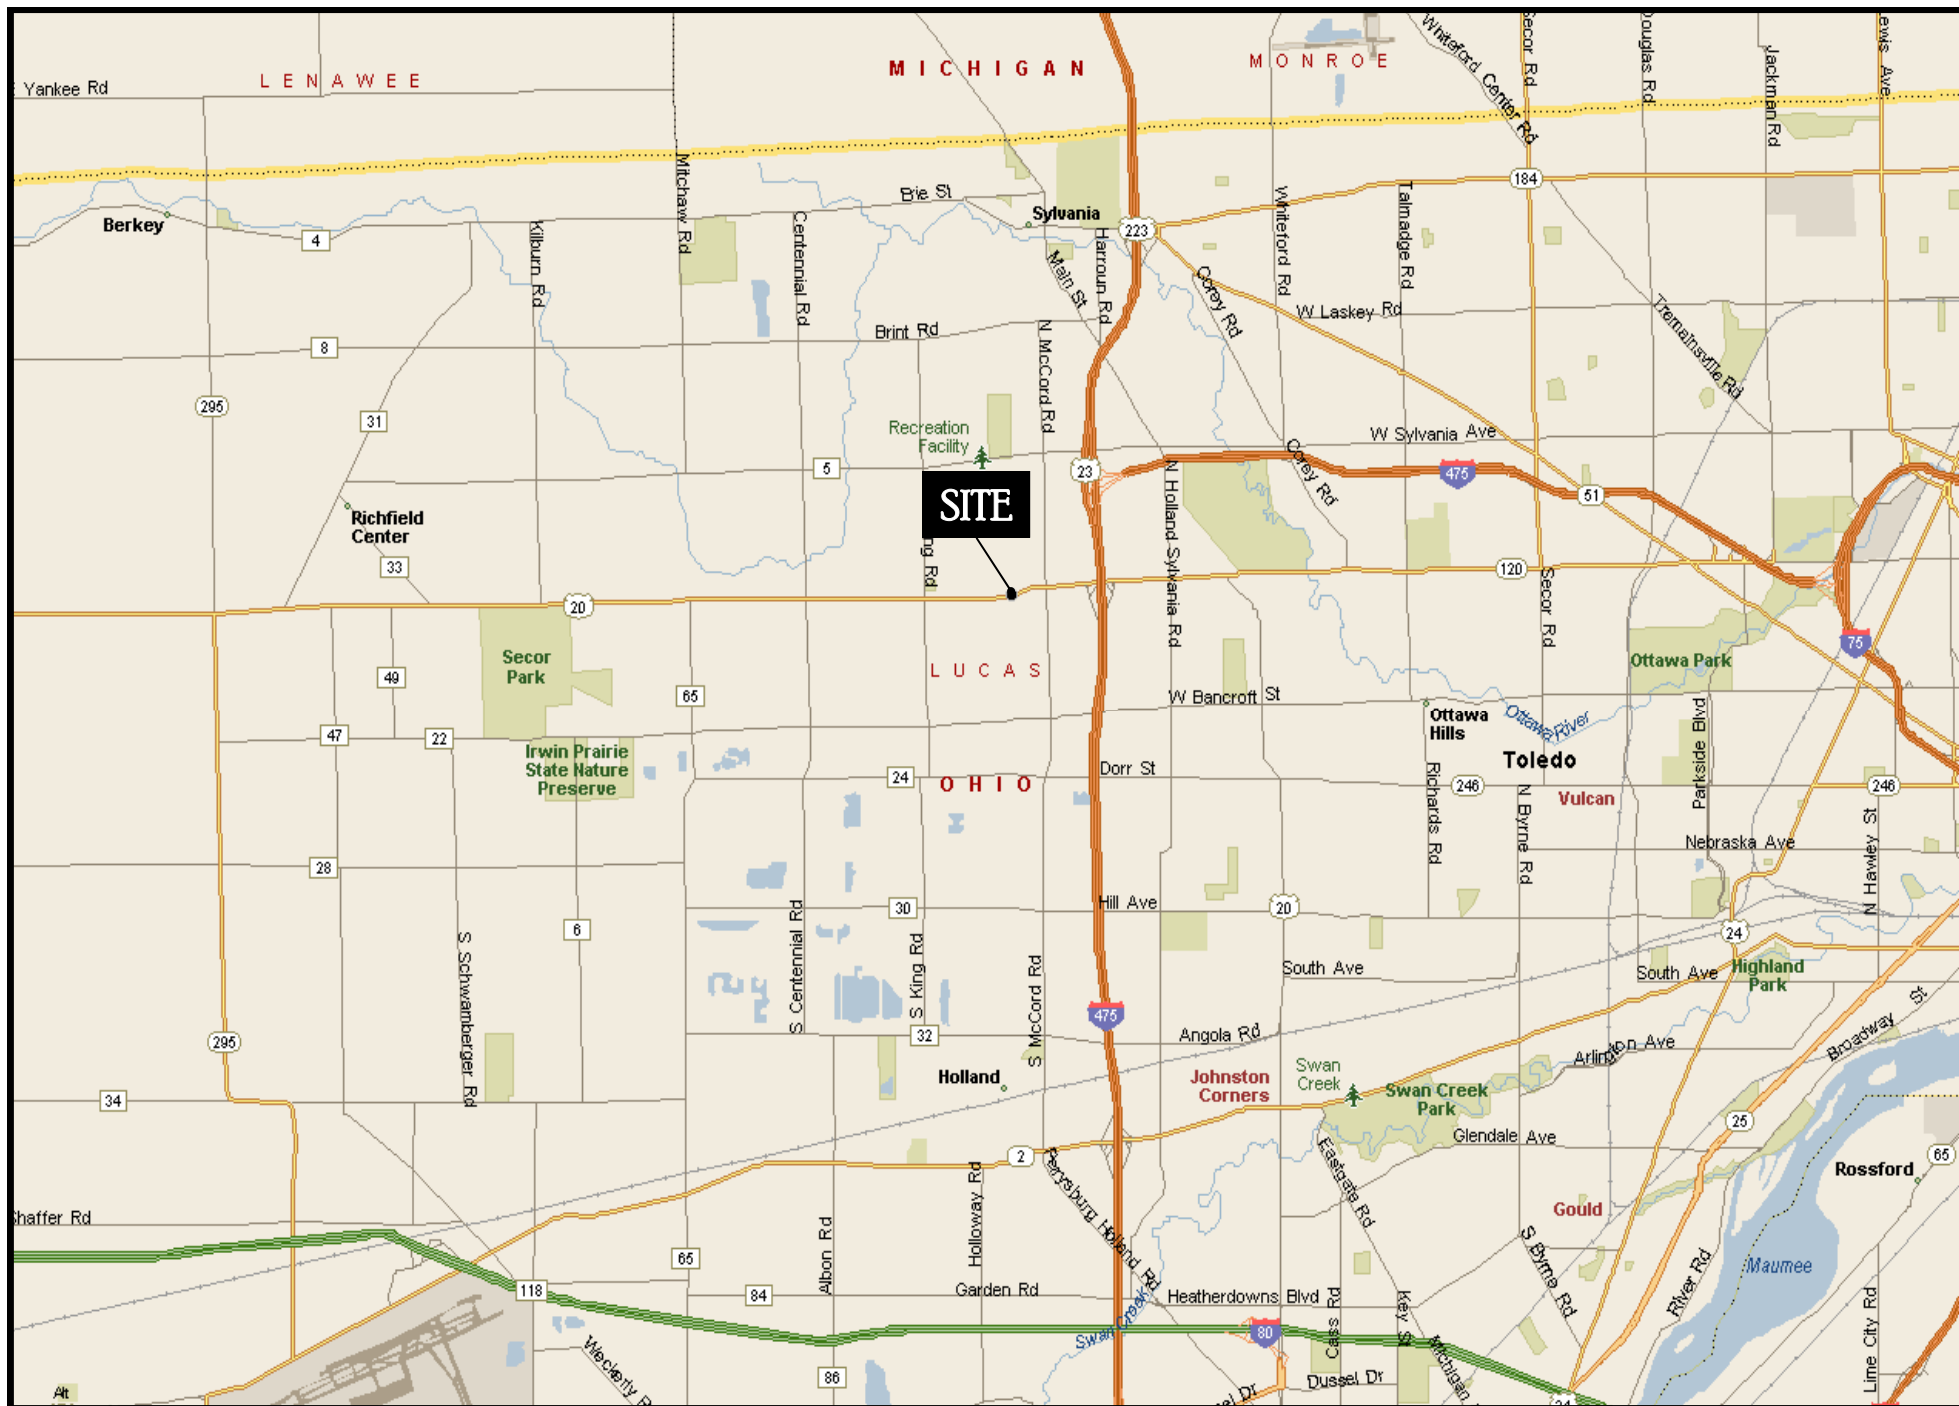 Yankee Rd
LENAWEE
MICHIGAN
MONROE
Whiteford Center Rd
Secor Rd
Douglas Rd
Jackman Rd
ewis Ave
Mitchaw Rd
Erie St
Sylvania
184
Berkey
4
Kilburn Rd
Centennial Rd
Main St
Harroun Rd
223
Whiteford Rd
Talmadge Rd
Corey Rd
W Laskey Rd
Tremainsville Rd
8
Brint Rd
N McCord Rd
295
31
Recreation
Facility
W Sylvania Ave
5
23
475
51
Corey Rd
N Holland Sylvania Rd
SITE
Richfield
Center
33
ng Rd
120
Secor Rd
20
Secor
Park
LUCAS
Ottawa Park
75
49
65
W Bancroft St
Ottawa
Hills
Ottawa River
Parkside Blvd
47
22
Irwin Prairie
State Nature
Preserve
Toledo
24
OHIO
Dorr St
Richards Rd
246
N Byrne Rd
Vulcan
246
Nebraska Ave
N Hawley St
28
30
Hill Ave
20
6
S Schwamberger Rd
S Centennial Rd
S King Rd
S McCord Rd
24
South Ave
South Ave
Highland
Park
475
295
32
Angola Rd
Arlington Ave
Broadway St
Holland
Johnston
Corners
Swan
Creek
Swan Creek
Park
34
25
Glendale Ave
2
Perrysburg Holland Rd
Eastgate Rd
Rossford
65
Shaffer Rd
Holloway Rd
Albon Rd
Gould
S Byrne Rd
River Rd
Maumee
65
118
84
Garden Rd
Heatherdowns Blvd
Cass Rd
Key St
Lime City Rd
Swan Creek
80
Michigan
Weckerly R
86
Dussel Dr
el Dr
Alt